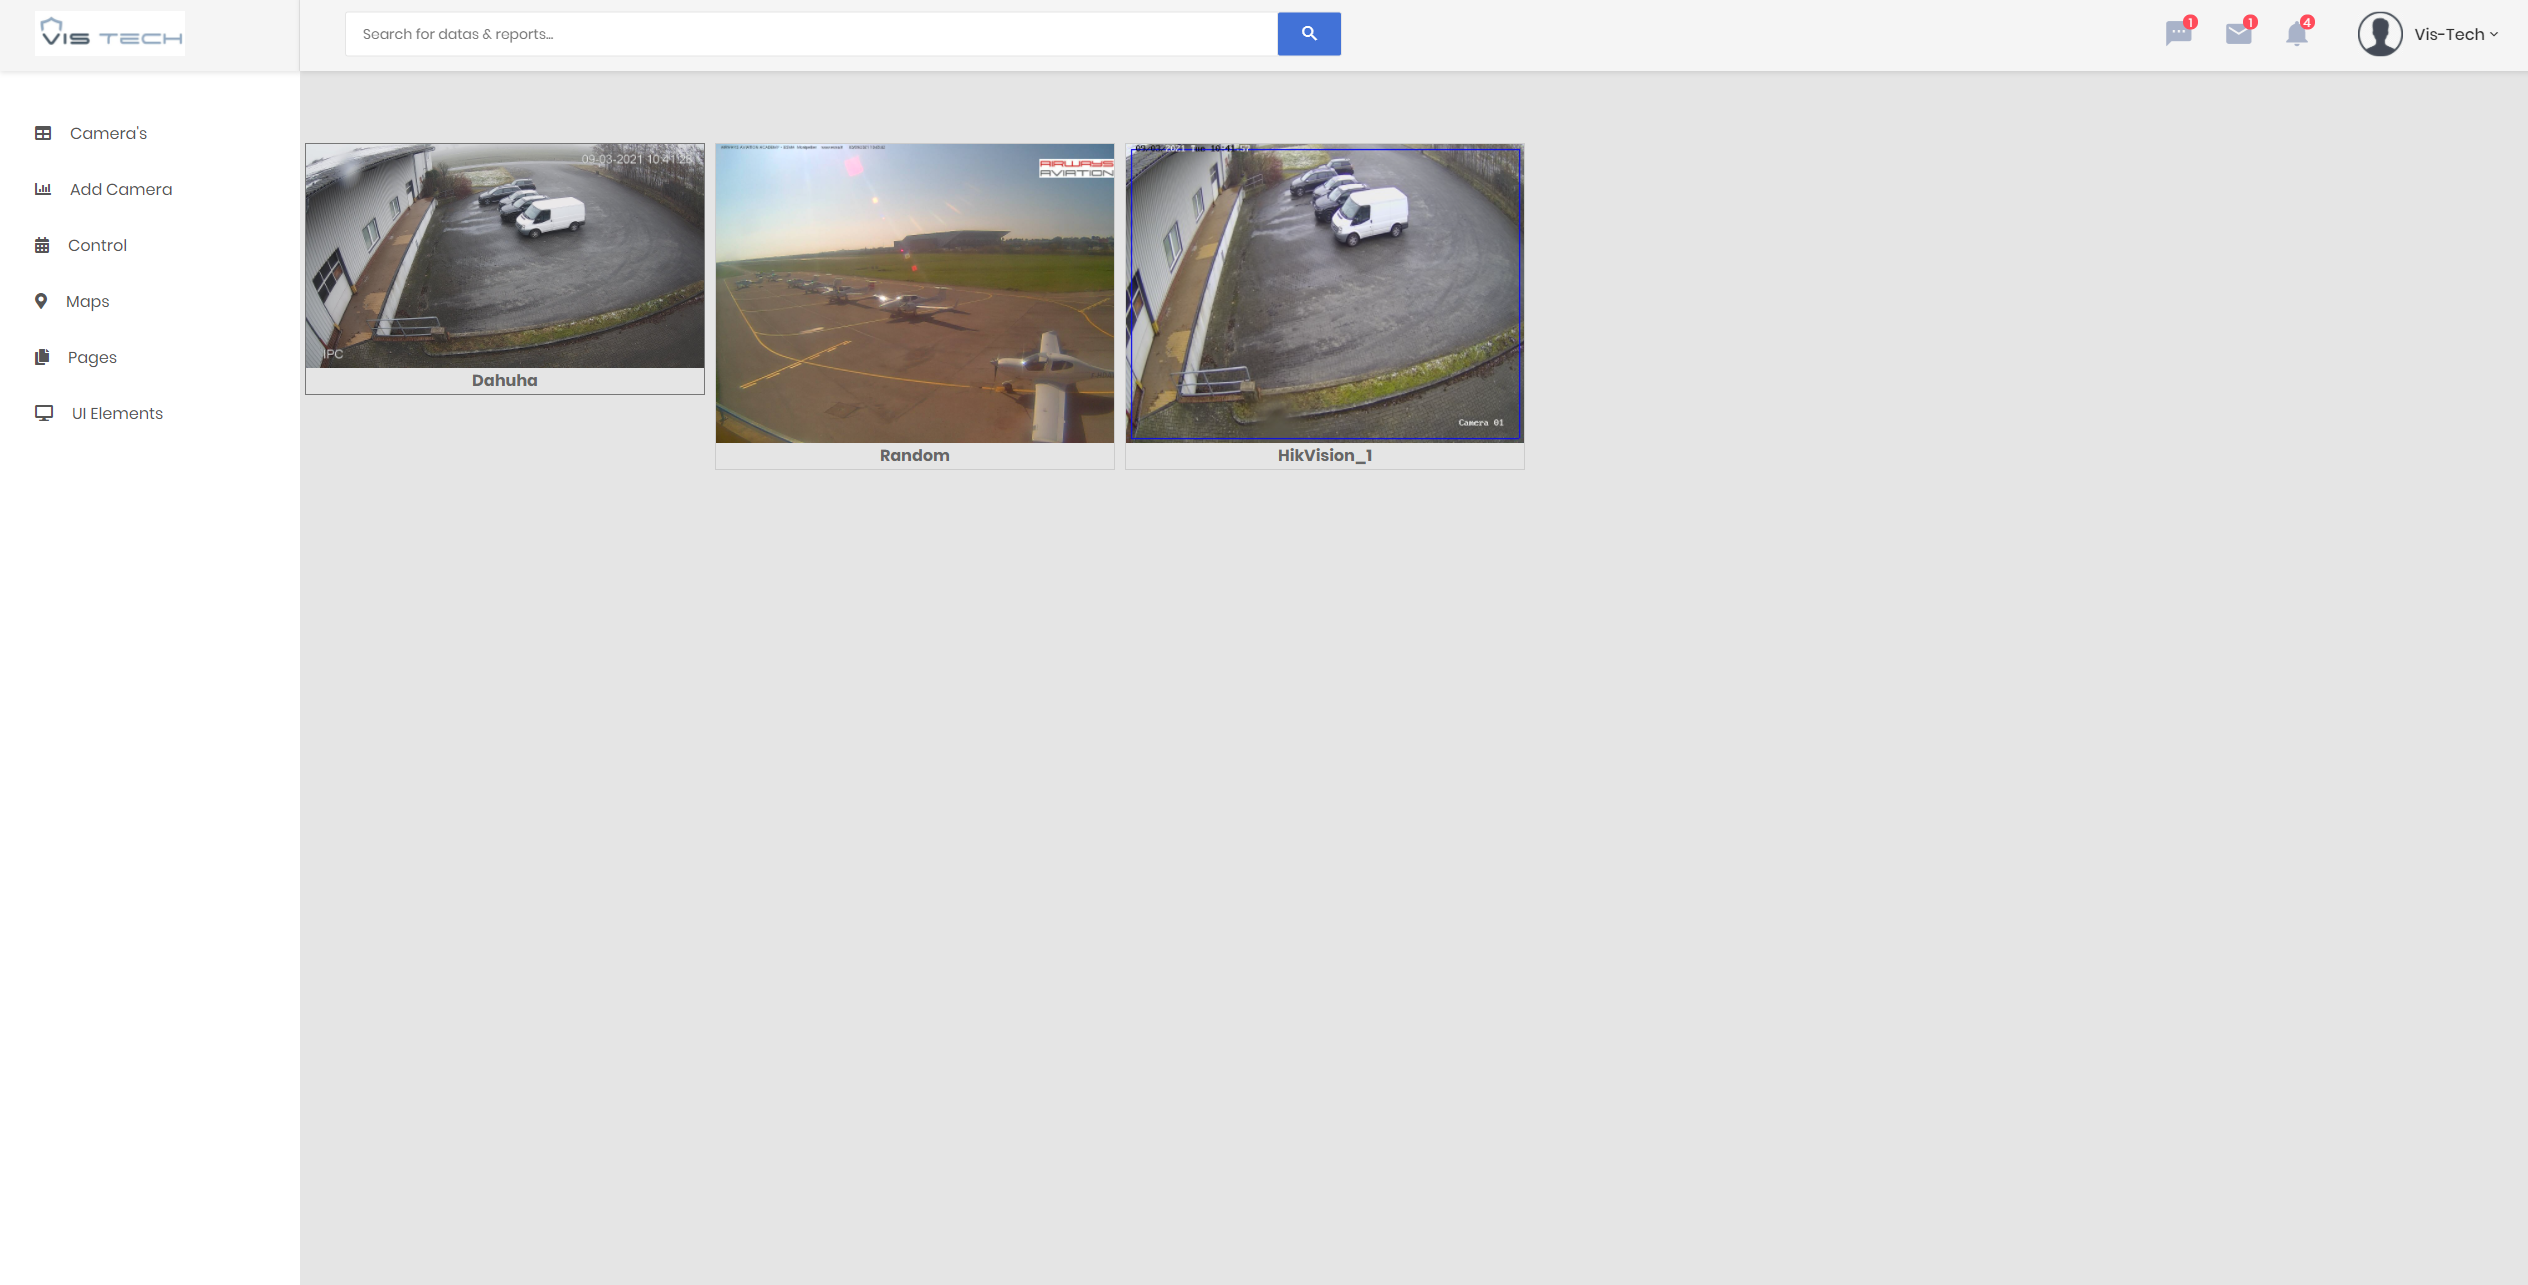 VIS TECH
Search for datas & reports...
1
1
4
Vis-Tech
Camera's
Add Camera
Control
Maps
Pages
UI Elements
09-03-2021 10:41:28
IPC
Dahuha
AIRWAYS
AVIATION
Random
09-03-2021 Tue 10:41:57
Camera 01
HikVision_1